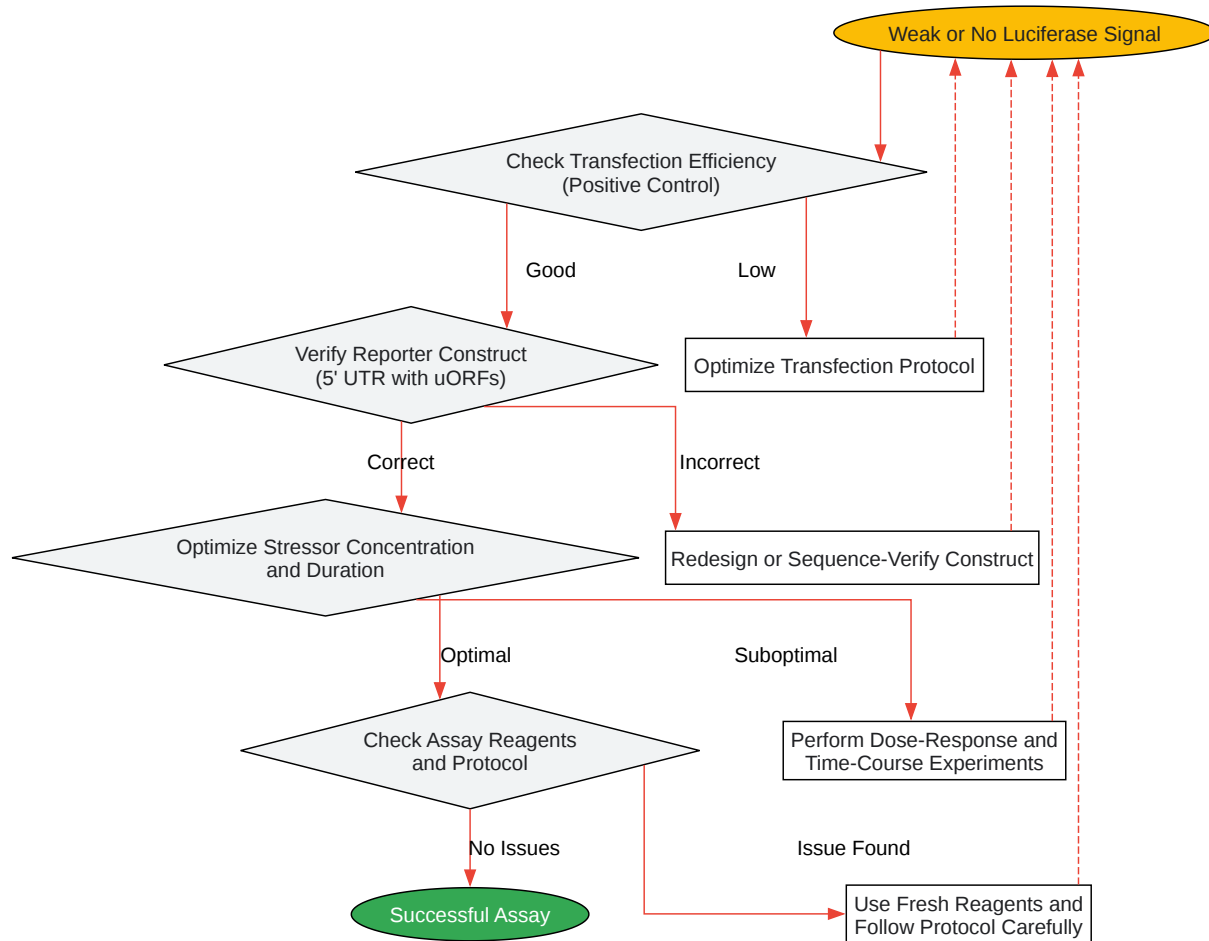 Weak or No Luciferase Signal
Check Transfection Efficiency
(Positive Control)
Good
Low
Verify Reporter Construct
(5' UTR with uORFs)
Optimize Transfection Protocol
Correct
Incorrect
Optimize Stressor Concentration
and Duration
Redesign or Sequence-Verify Construct
Optimal
Suboptimal
Check Assay Reagents
and Protocol
Perform Dose-Response and
Time-Course Experiments
No Issues
Issue Found
Successful Assay
Use Fresh Reagents and
Follow Protocol Carefully